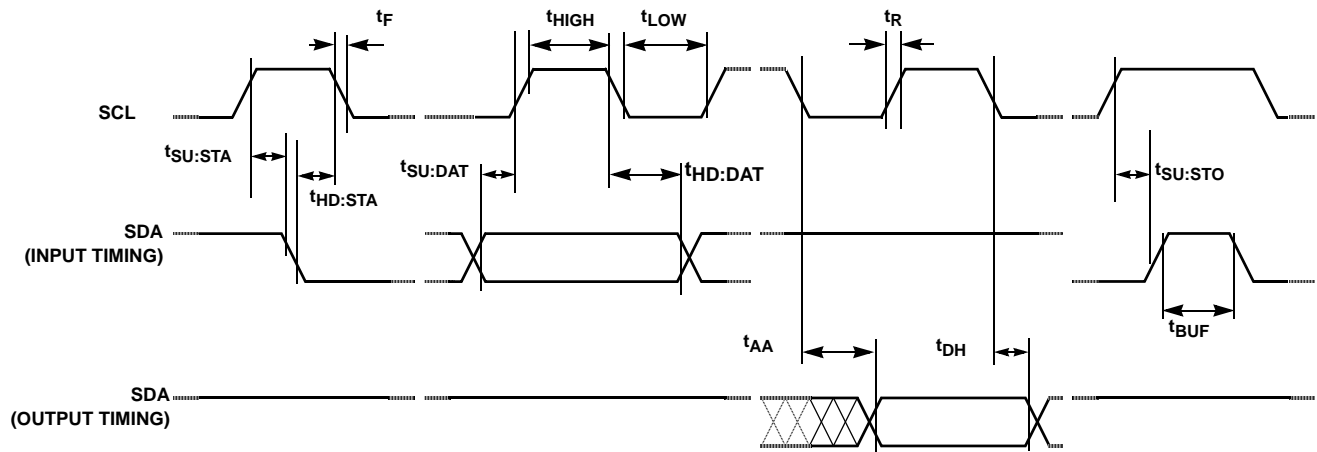 tF
tHIGH
tLOW
tR
SCL
tSU:STA
tHD:STA
tSU:DAT
tHD:DAT
tSU:STO
SDA
(INPUT TIMING)
tBUF
tAA
tDH
SDA
(OUTPUT TIMING)